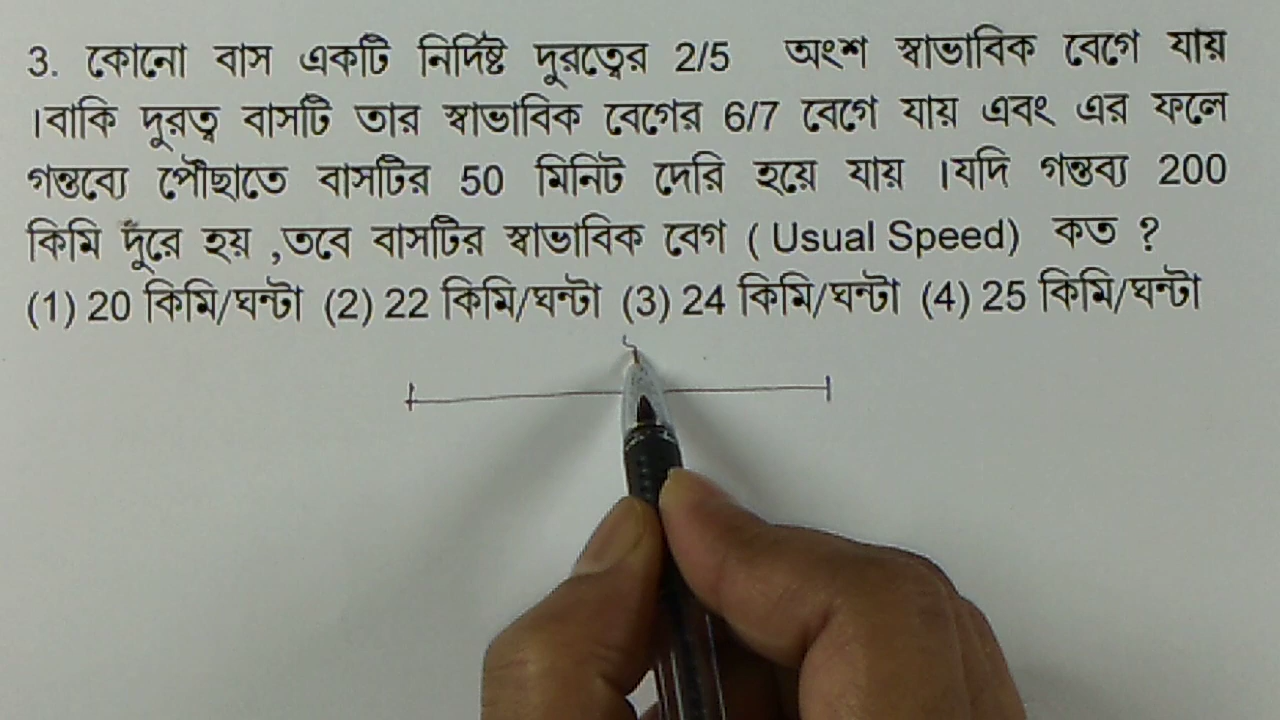 3. কোনো বাস একটি নির্দিষ্ট দুরত্বের 2/5 অংশ স্বাভাবিক বেগে যায়
।বাকি দুরত্ব বাসটি তার স্বাভাবিক বেগের 6/7 বেগে যায় এবং এর ফলে
গন্তব্যে পৌছাতে বাসটির 50 মিনিট দেরি হয়ে যায় ।যদি গন্তব্য 200
কিমি দূরে হয় ,তবে বাসটির স্বাভাবিক বেগ ( Usual Speed) কত ?
(1) 20 কিমি/ঘন্টা (2) 22 কিমি/ঘন্টা (3) 24 কিমি/ঘন্টা (4) 25 কিমি/ঘন্টা